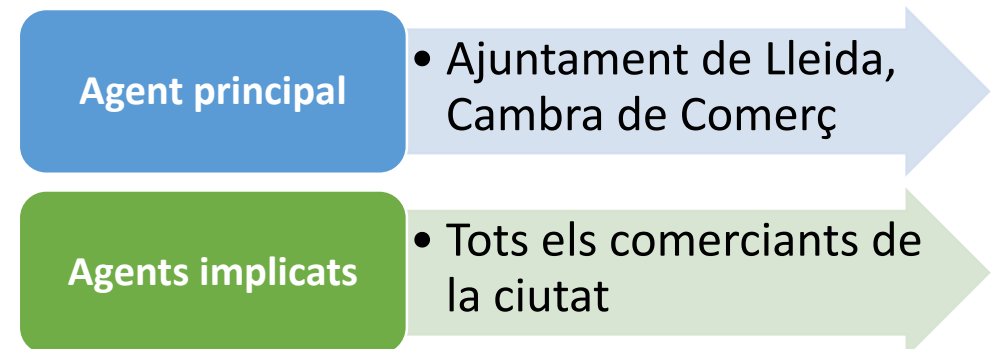 Agent principal
• Ajuntament de Lleida,
Cambra de Comerç
Agents implicats
• Tots els comerciants de
la ciutat